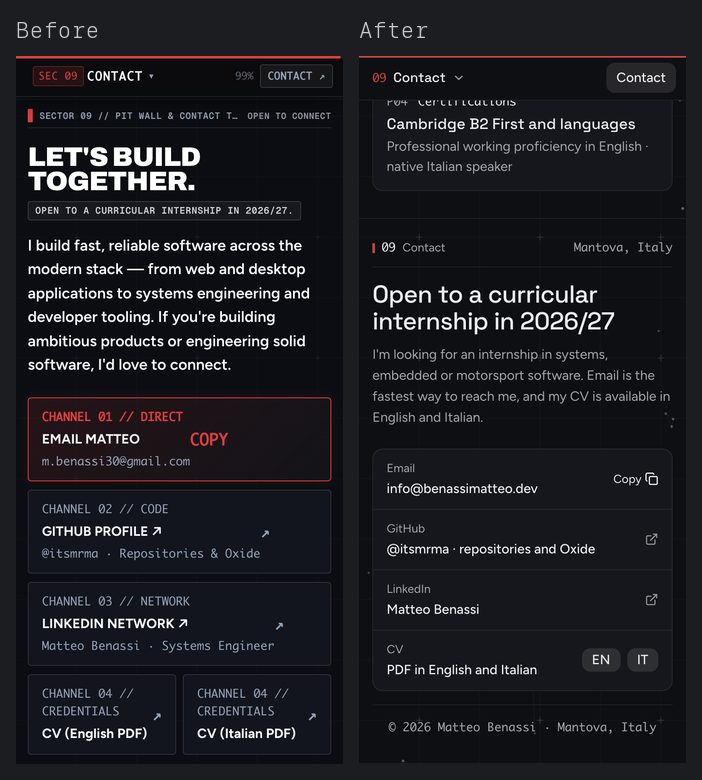 Before
SEC 09 CONTACT ▾ 99% CONTACT ↗
SECTOR 09 // PIT WALL & CONTACT T… OPEN TO CONNECT
LET'S BUILD
TOGETHER.
OPEN TO A CURRICULAR INTERNSHIP IN 2026/27.
I build fast, reliable software across the
modern stack — from web and desktop
applications to systems engineering and
developer tooling. If you're building
ambitious products or engineering solid
software, I'd love to connect.
CHANNEL 01 // DIRECT
EMAIL MATTEO COPY
m.benassi30@gmail.com
CHANNEL 02 // CODE
GITHUB PROFILE ↗ ↗
@itsmrma · Repositories & Oxide
CHANNEL 03 // NETWORK
LINKEDIN NETWORK ↗ ↗
Matteo Benassi · Systems Engineer
CHANNEL 04 //
CREDENTIALS ↗
CV (English PDF)
CHANNEL 04 //
CREDENTIALS ↗
CV (Italian PDF)
After
09 Contact Contact
P04 Certifications
Cambridge B2 First and languages
Professional working proficiency in English ·
native Italian speaker
09 Contact Mantova, Italy
Open to a curricular
internship in 2026/27
I'm looking for an internship in systems,
embedded or motorsport software. Email is the
fastest way to reach me, and my CV is available in
English and Italian.
Email
info@benassimatteo.dev Copy
GitHub
@itsmrma · repositories and Oxide
LinkedIn
Matteo Benassi
CV
PDF in English and Italian EN IT
© 2026 Matteo Benassi · Mantova, Italy